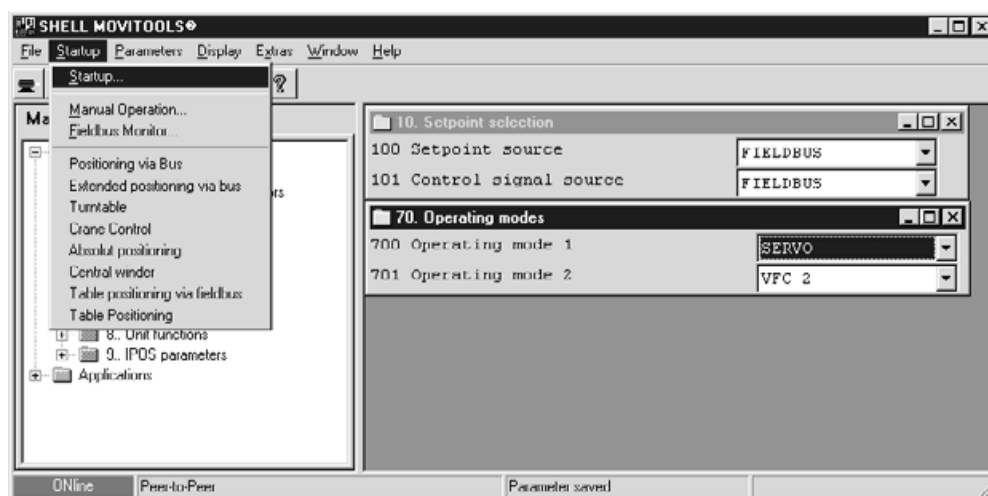 SHELL MOVITOOLS®
File Startup Parameters Display Extras Window Help
Startup...
Manual Operation...
Fieldbus Monitor...
Positioning via Bus
Extended positioning via bus
Turntable
Crane Control
Absolut positioning
Central winder
Table positioning via fieldbus
Table Positioning
Ma
rs
8.. Unit functions
9.. IPOS parameters
Applications
10. Setpoint selection
100 Setpoint source FIELDBUS
101 Control signal source FIELDBUS
70. Operating modes
700 Operating mode 1 SERVO
701 Operating mode 2 VFC 2
ONline Peer-to-Peer Parameter saved